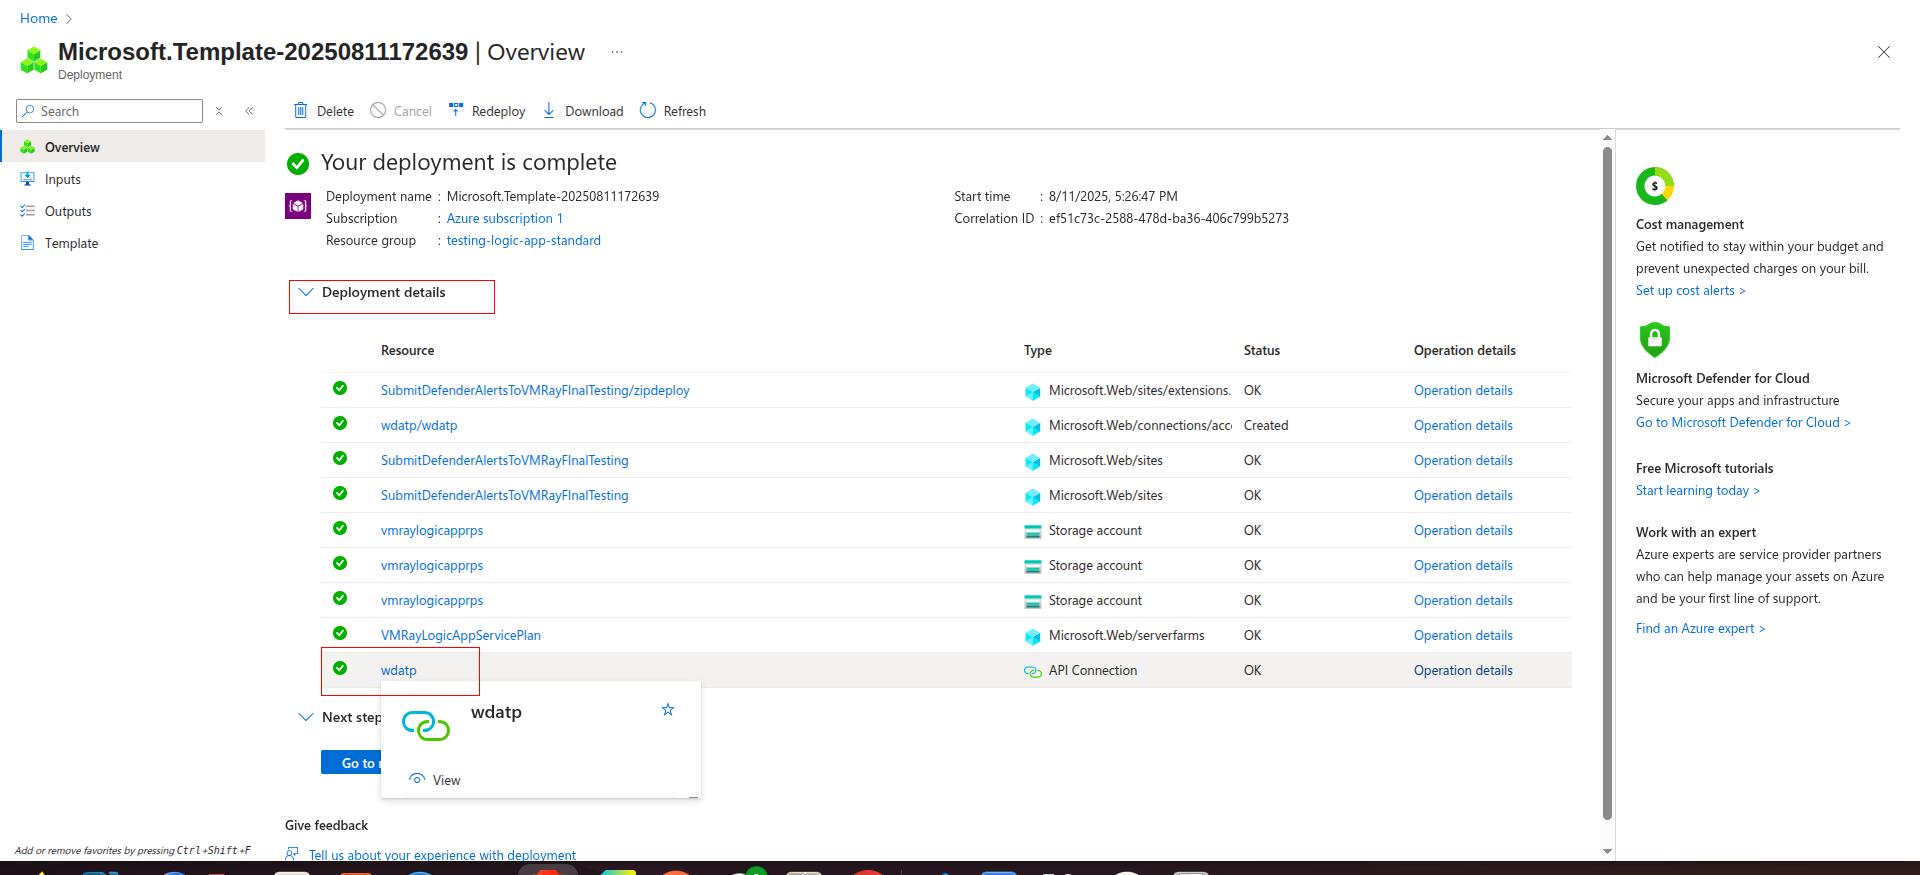 Home
Microsoft.Template-20250811172639 | Overview ...
Deployment
Search
Overview
Inputs
Outputs
Template
Delete Cancel Redeploy Download Refresh
Your deployment is complete
Deployment name : Microsoft.Template-20250811172639
Subscription : Azure subscription 1
Resource group : testing-logic-app-standard
Start time : 8/11/2025, 5:26:47 PM
Correlation ID : ef51c73c-2588-478d-ba36-406c799b5273
Deployment details
Resource Type Status Operation details
SubmitDefenderAlertsToVMRayFInalTesting/zipdeploy Microsoft.Web/sites/extensions. OK Operation details
wdatp/wdatp Microsoft.Web/connections/acc Created Operation details
SubmitDefenderAlertsToVMRayFInalTesting Microsoft.Web/sites OK Operation details
SubmitDefenderAlertsToVMRayFInalTesting Microsoft.Web/sites OK Operation details
vmraylogicapprps Storage account OK Operation details
vmraylogicapprps Storage account OK Operation details
vmraylogicapprps Storage account OK Operation details
VMRayLogicAppServicePlan Microsoft.Web/serverfarms OK Operation details
wdatp API Connection OK Operation details
wdatp
View
Next step
Go to
Give feedback
Tell us about your experience with deployment
Add or remove favorites by pressing Ctrl+Shift+F
$
Cost management
Get notified to stay within your budget and
prevent unexpected charges on your bill.
Set up cost alerts >
Microsoft Defender for Cloud
Secure your apps and infrastructure
Go to Microsoft Defender for Cloud >
Free Microsoft tutorials
Start learning today >
Work with an expert
Azure experts are service provider partners
who can help manage your assets on Azure
and be your first line of support.
Find an Azure expert >